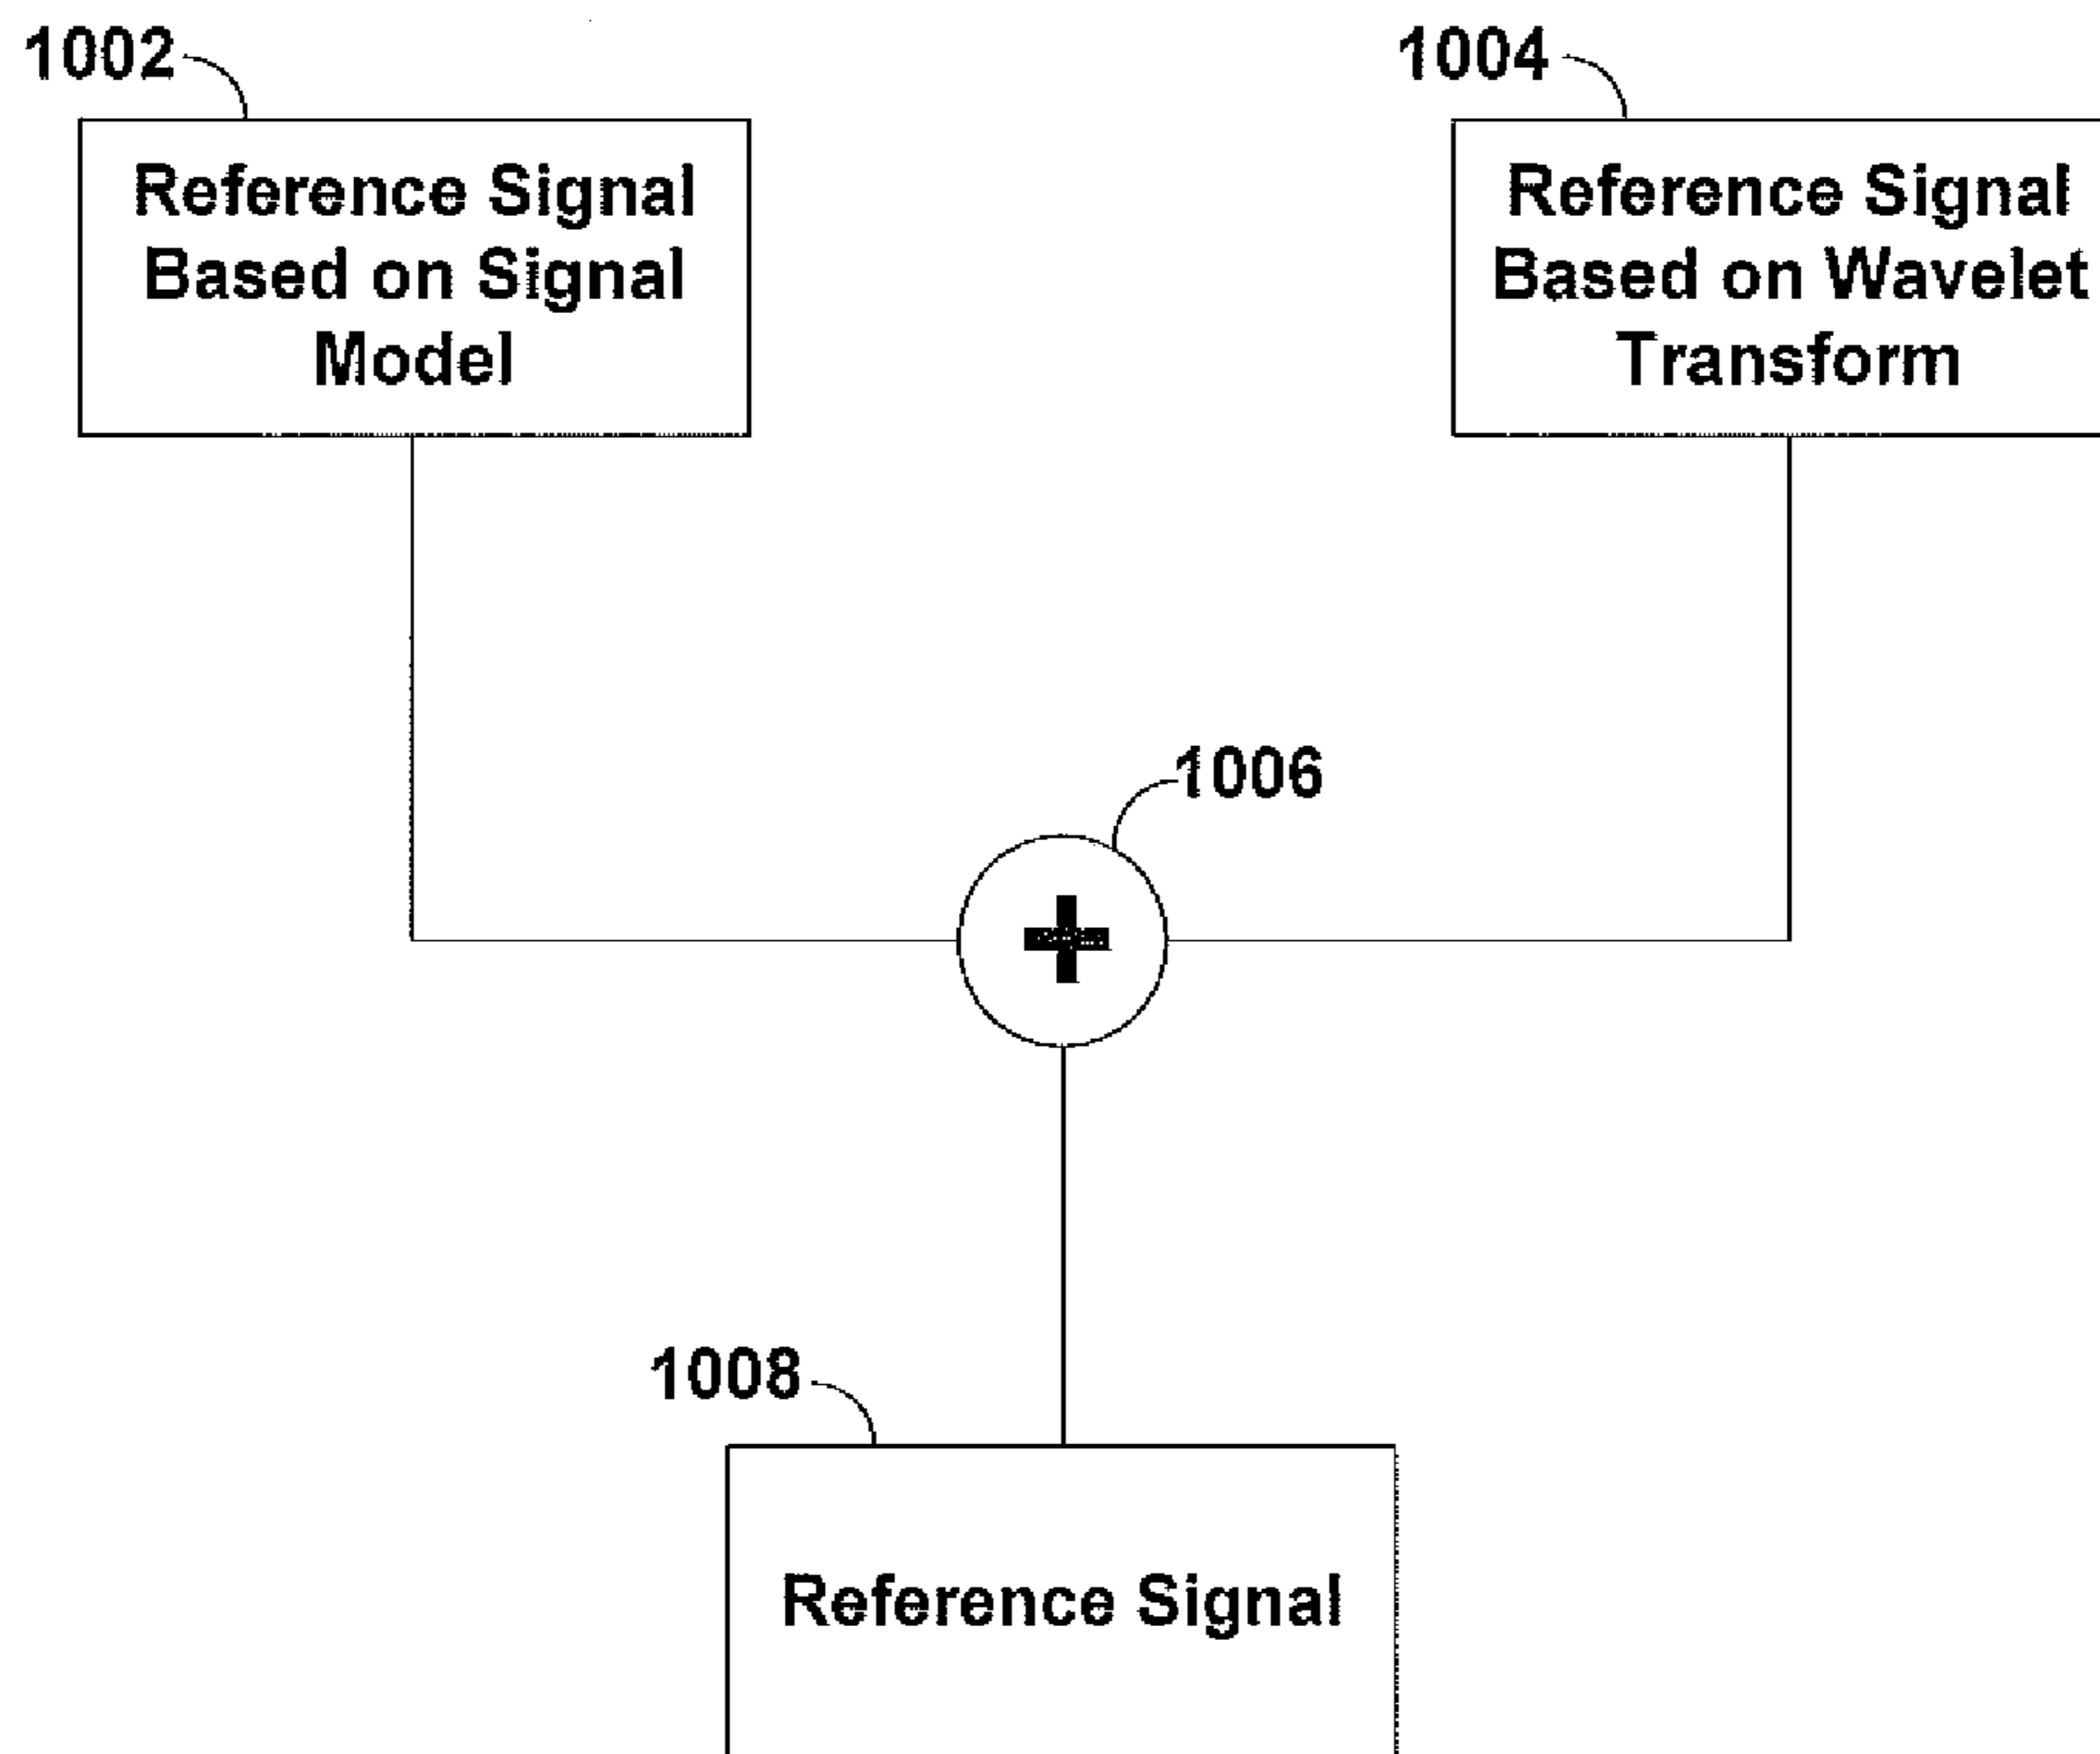 1002
Reference Signal
Based on Signal
Model
1004
Reference Signal
Based on Wavelet
Transform
1006
+
1008
Reference Signal